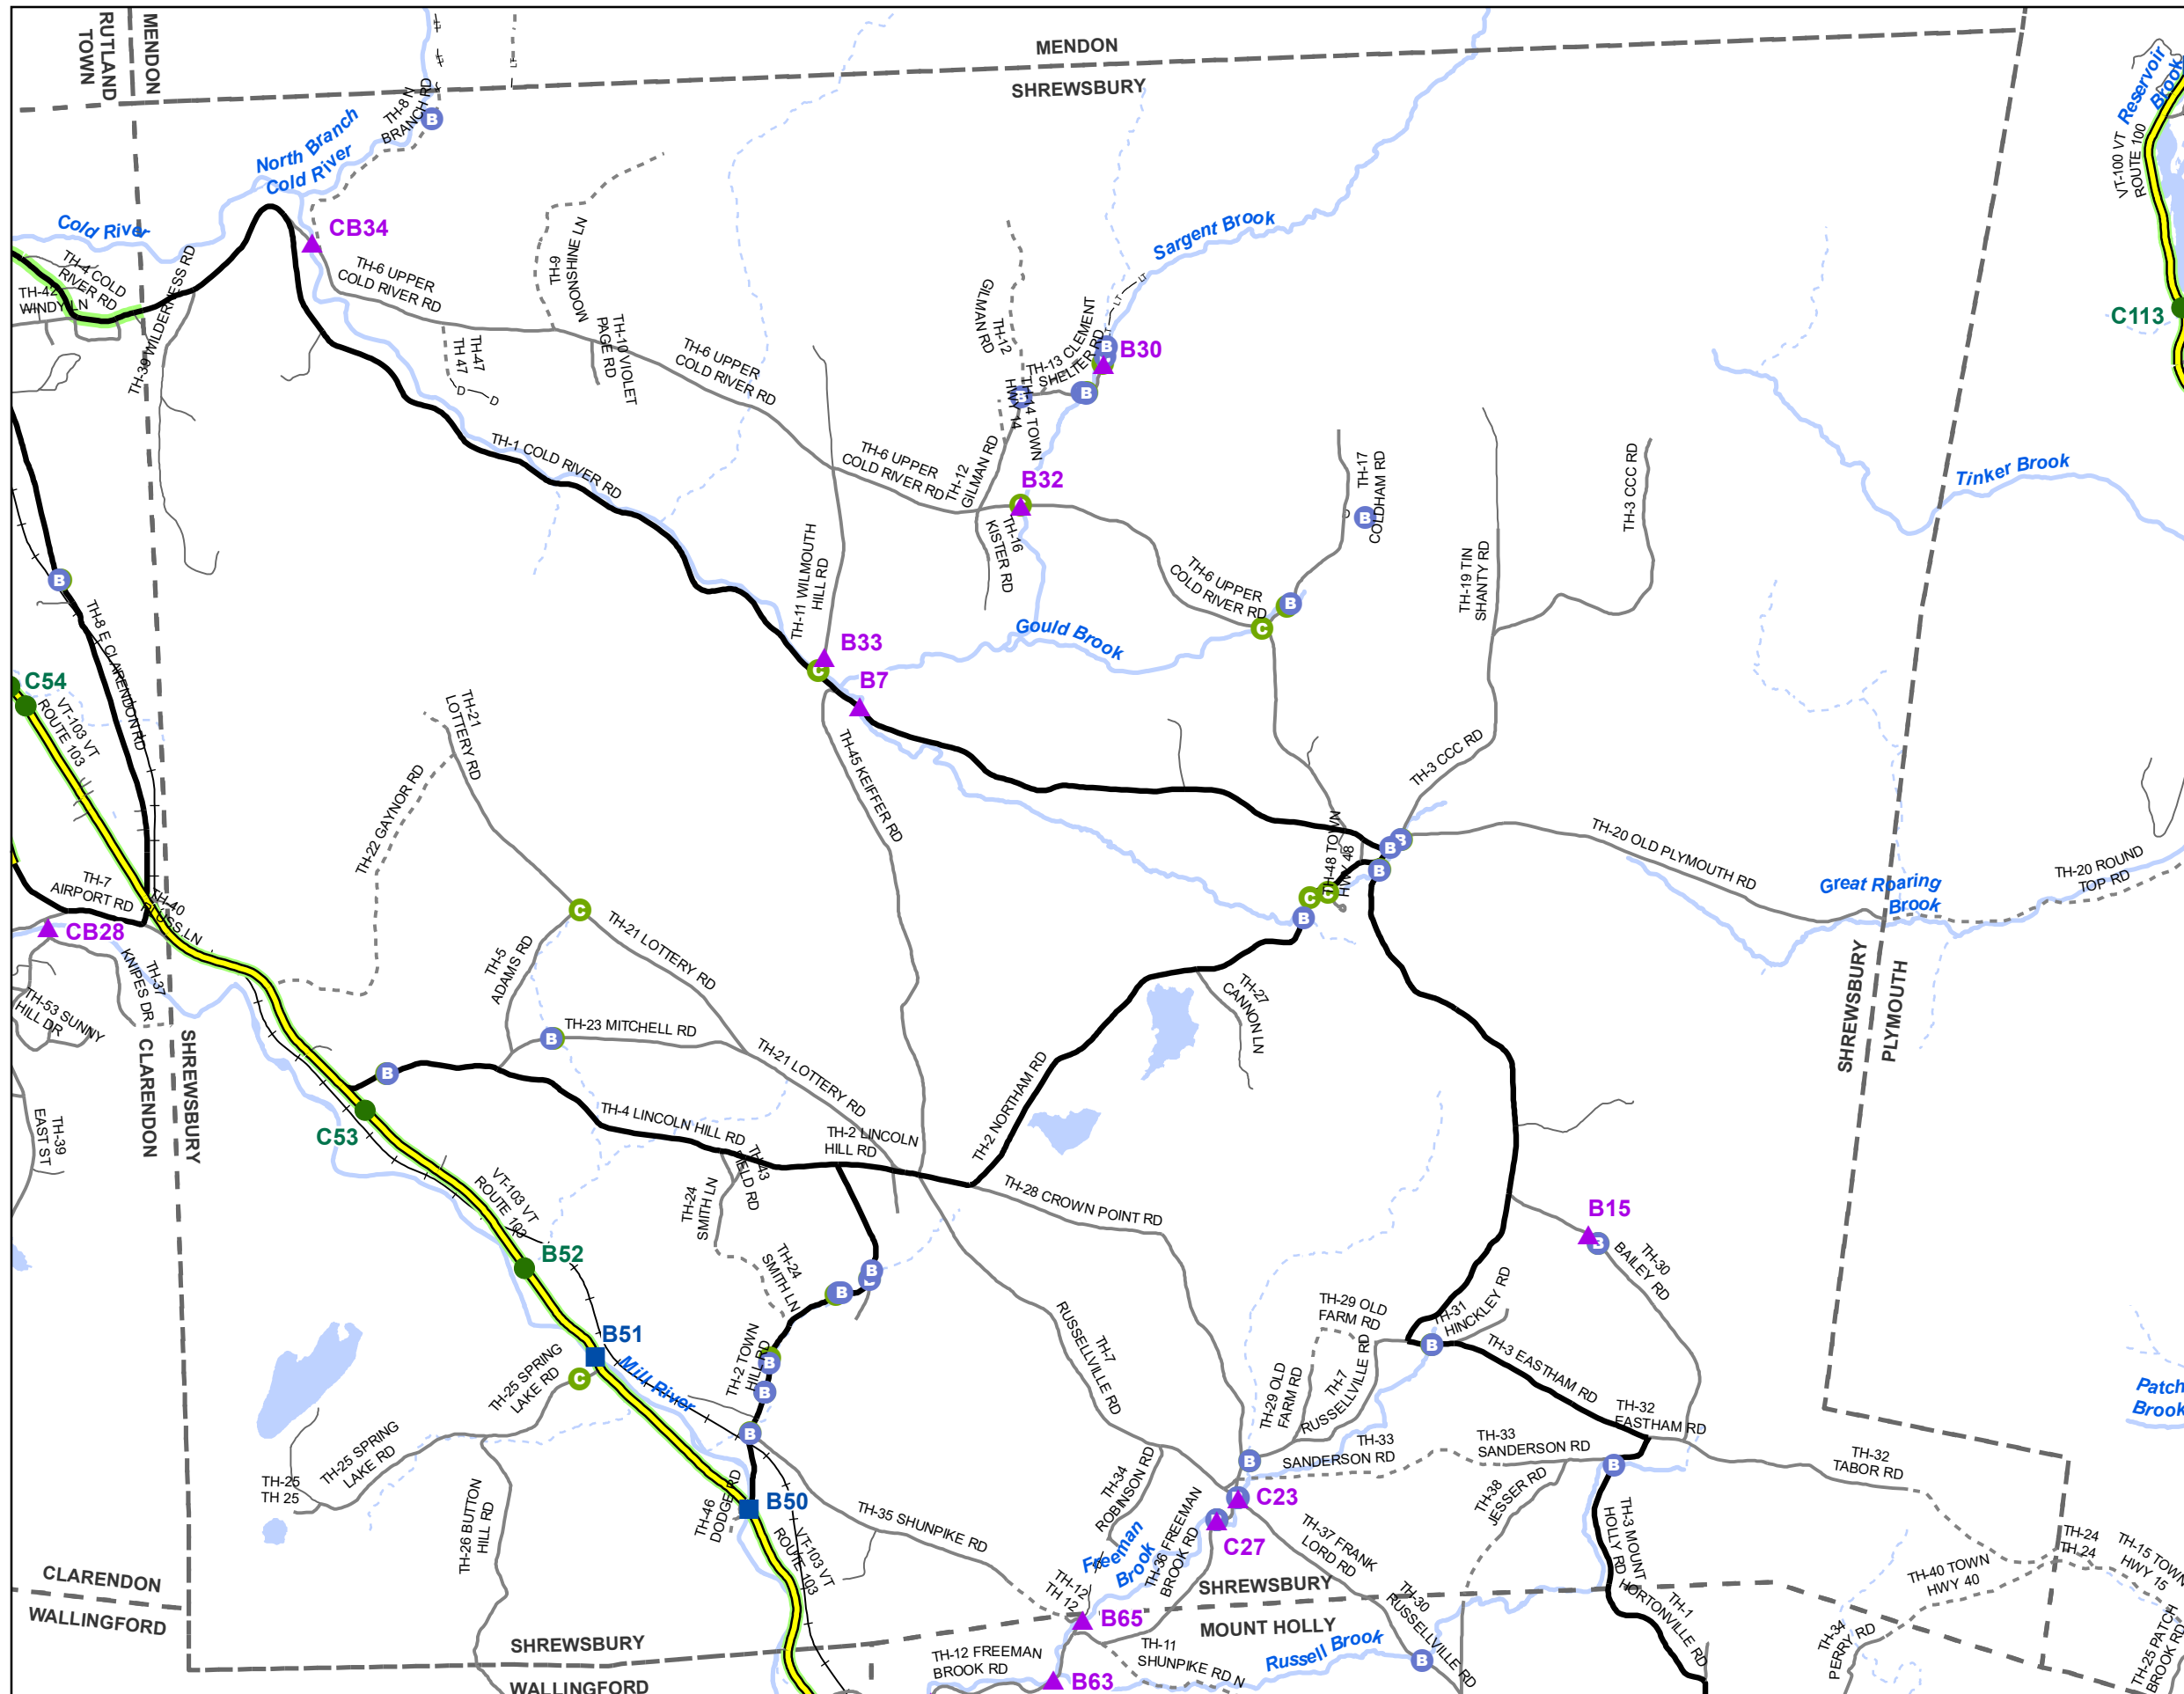 RUTLAND
TOWN
MENDON
MENDON
SHREWSBURY
TH-8 N
BRANCH RD
B
North Branch
Cold River
Cold River
CB34
TH-4 COLD
RIVER RD
TH-42
WINDY LN
TH-39 WILDERNESS RD
TH-6 UPPER
COLD RIVER RD
TH-9
MOONSHINE LN
TH-10 VIOLET
PAGE RD
TH-47
TH 47
D
D
TH-6 UPPER
COLD RIVER RD
TH-1 COLD RIVER RD
TH-12
GILMAN RD
TH-13 CLEMENT
SHELTER RD
LT
LT
Sargent Brook
B
B30
B
B
TH-14 TOWN
HWY 14
TH-6 UPPER
COLD RIVER RD
TH-12
GILMAN RD
B32
TH-16
KISTER RD
TH-17
COLDHAM RD
B
TH-3 CCC RD
TH-19 TIN
SHANTY RD
TH-6 UPPER
COLD RIVER RD
B
C
Gould Brook
TH-11 WILMOUTH
HILL RD
B33
C
B7
Reservoir
Brook
VT-100 VT
ROUTE 100
C113
Tinker Brook
B
TH-8 E CLARENDON RD
C54
VT-103 VT
ROUTE 103
TH-21
LOTTERY RD
TH-22 GAYNOR RD
TH-45 KEIFFER RD
TH-3 CCC RD
TH-48 TOWN
HWY 48
B
B
B
C
C
B
TH-20 OLD PLYMOUTH RD
Great Roaring
Brook
TH-20 ROUND
TOP RD
TH-7
AIRPORT RD
TH-40
PLUSS LN
CB28
TH-37
KNIPES DR
TH-53 SUNNY
HILL DR
CLARENDON
SHREWSBURY
TH-39
EAST ST
C
TH-5
ADAMS RD
TH-21 LOTTERY RD
B
TH-23 MITCHELL RD
TH-21 LOTTERY RD
B
C53
TH-4 LINCOLN HILL RD
TH-2 LINCOLN
HILL RD
TH-43
FIELD RD
TH-24
SMITH LN
TH-24
SMITH LN
TH-2 NORTHAM RD
TH-27
CANNON LN
TH-28 CROWN POINT RD
SHREWSBURY
PLYMOUTH
VT-103 VT
ROUTE 103
B52
B51
C
Mill River
TH-25 SPRING
LAKE RD
TH-25 SPRING
LAKE RD
TH-25
TH 25
TH-26 BUTTON
HILL RD
B
B
B
TH-2 TOWN
HILL RD
B
B
B
TH-46
DODGE RD
B50
VT-103 VT
ROUTE 103
TH-35 SHUNPIKE RD
TH-7
RUSSELLVILLE RD
TH-29 OLD
FARM RD
TH-29 OLD
FARM RD
TH-7
RUSSELLVILLE RD
TH-31
HINCKLEY RD
B
B15
B
TH-30
BAILEY RD
TH-3 EASTHAM RD
TH-32
EASTHAM RD
TH-33
SANDERSON RD
TH-33
SANDERSON RD
B
B
TH-32
TABOR RD
TH-38
JESSER RD
TH-34
ROBINSON RD
Freeman
Brook
TH-36 FREEMAN
BROOK RD
C23
C27
TH-37 FRANK
LORD RD
TH-3 MOUNT
HOLLY RD
TH-1
HORTONVILLE RD
TH-30
RUSSELLVILLE RD
SHREWSBURY
MOUNT HOLLY
TH-12
TH 12
B65
TH-11
SHUNPIKE RD N
Russell Brook
B
TH-12 FREEMAN
BROOK RD
B63
CLARENDON
WALLINGFORD
SHREWSBURY
WALLINGFORD
Patch
Brook
TH-24
TH 24
TH-15 TOWN
HWY 15
TH-40 TOWN
HWY 40
TH-34
PERRY RD
TH-25 PATCH
BROOK RD